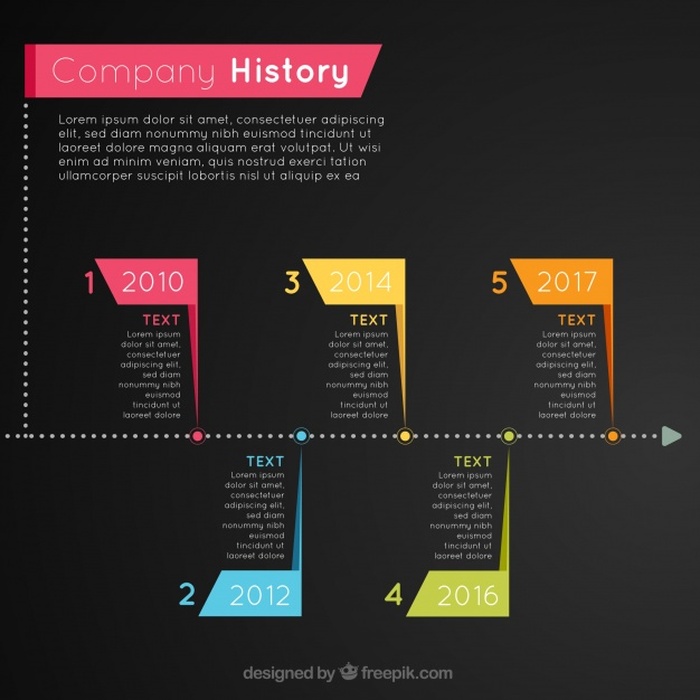 Company History
Lorem ipsum dolor sit amet, consectetuer adipiscing
elit, sed diam nonummy nibh euismod tincidunt ut
laoreet dolore magna aliquam erat volutpat. Ut wisi
enim ad minim veniam, quis nostrud exerci tation
ullamcorper suscipit lobortis nisl ut aliquip ex ea
1 2010
TEXT
Lorem ipsum
dolor sit amet,
consectetuer
adipiscing elit,
sed diam
nonummy nibh
euismod
tincidunt ut
laoreet dolore
3 2014
TEXT
Lorem ipsum
dolor sit amet,
consectetuer
adipiscing elit,
sed diam
nonummy nibh
euismod
tincidunt ut
laoreet dolore
5 2017
TEXT
Lorem ipsum
dolor sit amet,
consectetuer
adipiscing elit,
sed diam
nonummy nibh
euismod
tincidunt ut
laoreet dolore
TEXT
Lorem ipsum
dolor sit amet,
consectetuer
adipiscing elit,
sed diam
nonummy nibh
euismod
tincidunt ut
laoreet dolore
2 2012
TEXT
Lorem ipsum
dolor sit amet,
consectetuer
adipiscing elit,
sed diam
nonummy nibh
euismod
tincidunt ut
laoreet dolore
4 2016
designed by freepik.com